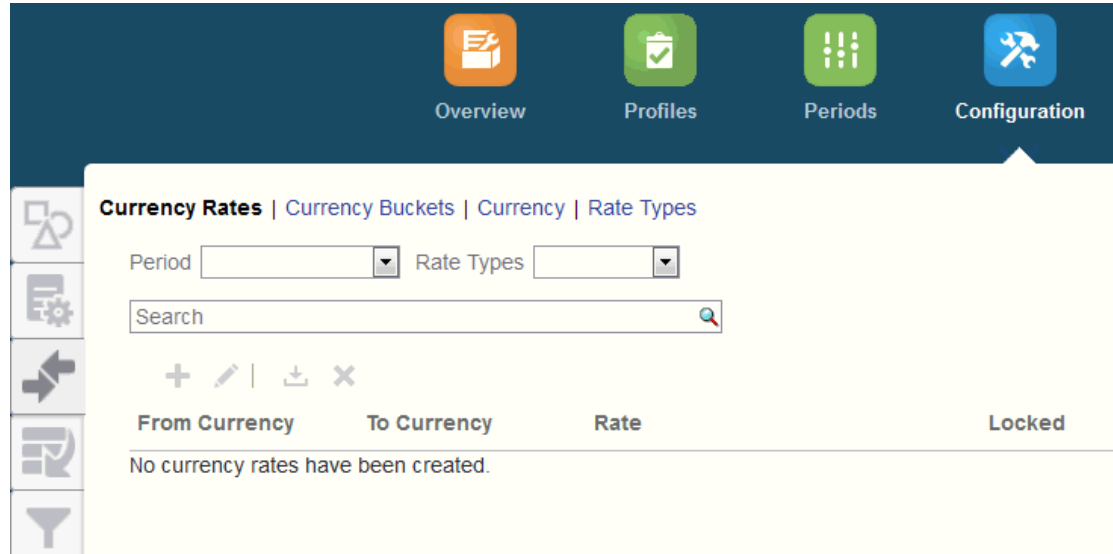 Overview Profiles Periods Configuration
Currency Rates | Currency Buckets | Currency | Rate Types
Period Rate Types
Search
From Currency To Currency Rate Locked
No currency rates have been created.